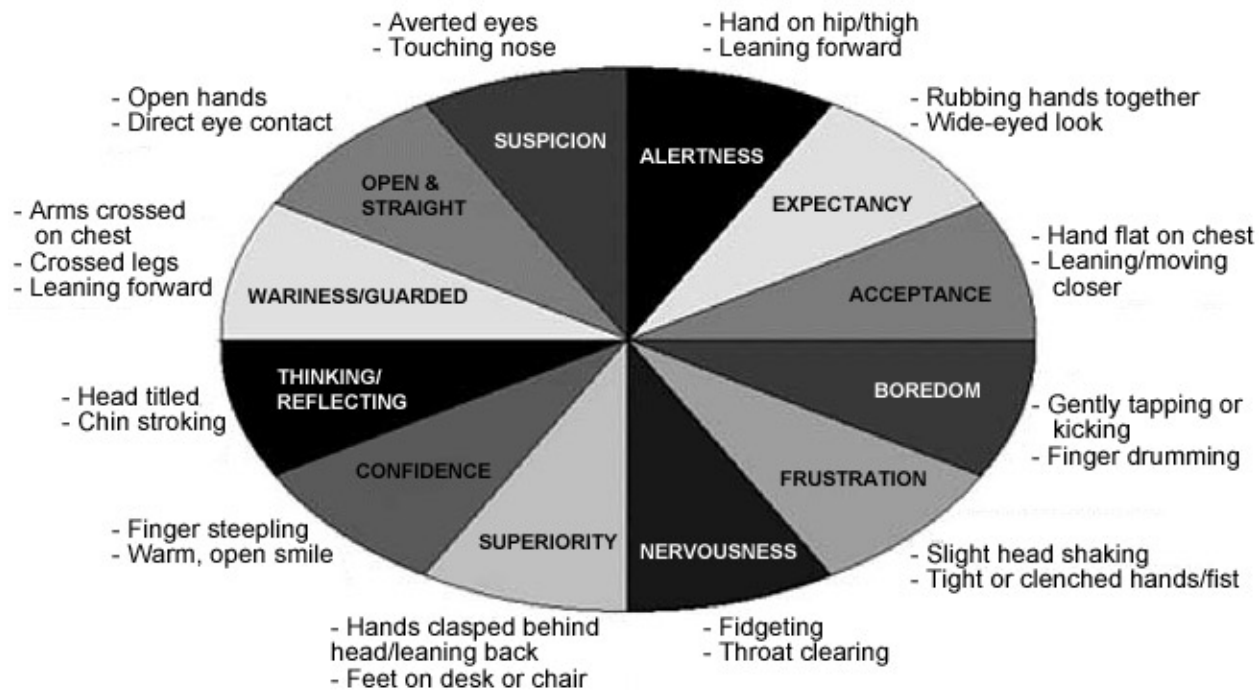 - Averted eyes
- Touching nose
- Hand on hip/thigh
- Leaning forward
- Open hands
- Direct eye contact
- Rubbing hands together
- Wide-eyed look
SUSPICION
ALERTNESS
OPEN &
STRAIGHT
EXPECTANCY
- Arms crossed
on chest
- Crossed legs
- Leaning forward
- Hand flat on chest
- Leaning/moving
closer
WARINESS/GUARDED
ACCEPTANCE
THINKING/
REFLECTING
BOREDOM
- Head titled
- Chin stroking
- Gently tapping or
kicking
- Finger drumming
CONFIDENCE
FRUSTRATION
- Finger steepling
- Warm, open smile
SUPERIORITY
NERVOUSNESS
- Slight head shaking
- Tight or clenched hands/fist
- Hands clasped behind
head/leaning back
- Feet on desk or chair
- Fidgeting
- Throat clearing